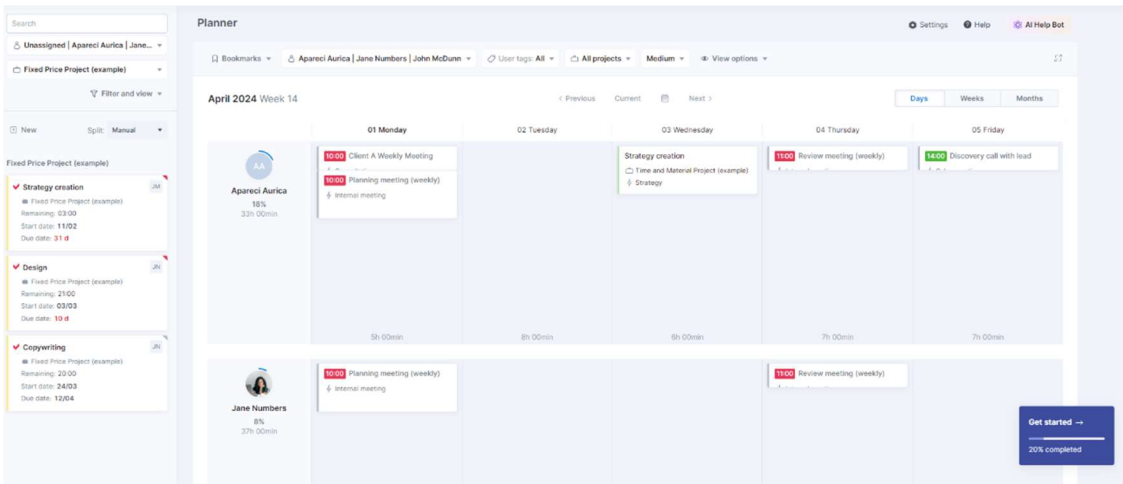 Search
Unassigned | Apareci Aurica | Jane...
Fixed Price Project (example)
Filter and view
New Split: Manual
Fixed Price Project (example)
Strategy creation JM
Fixed Price Project (example)
Remaining: 03:00
Start date: 11/02
Due date: 31 d
Design JN
Fixed Price Project (example)
Remaining: 21:00
Start date: 03/03
Due date: 10 d
Copywriting JN
Fixed Price Project (example)
Remaining: 20:00
Start date: 24/03
Due date: 12/04
Planner
Settings Help AI Help Bot
Bookmarks Apareci Aurica | Jane Numbers | John McDunn User tags: All All projects Medium View options
April 2024 Week 14
< Previous Current Next >
Days Weeks Months
01 Monday 02 Tuesday 03 Wednesday 04 Thursday 05 Friday
AA
Apareci Aurica
18%
33h 00min
10:00 Client A Weekly Meeting
10:00 Planning meeting (weekly)
Internal meeting
Strategy creation
Time and Material Project (example)
Strategy
11:00 Review meeting (weekly)
14:00 Discovery call with lead
5h 00min 8h 00min 6h 00min 7h 00min 7h 00min
Jane Numbers
8%
37h 00min
10:00 Planning meeting (weekly)
Internal meeting
11:00 Review meeting (weekly)
Get started →
20% completed